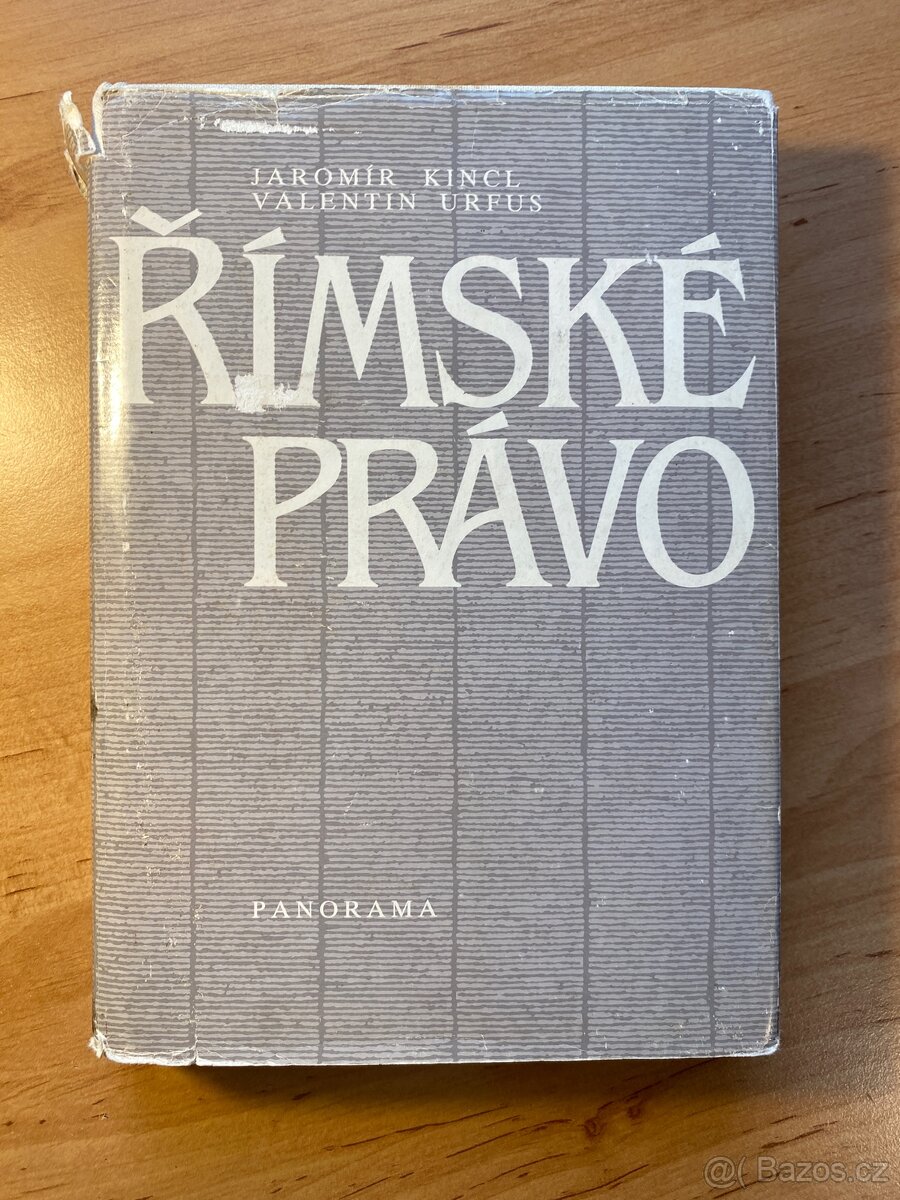 JAROMÍR KINCL
VALENTIN URFUS
ŘÍMSKÉ
PRÁVO
PANORAMA
@( Bazos.cz